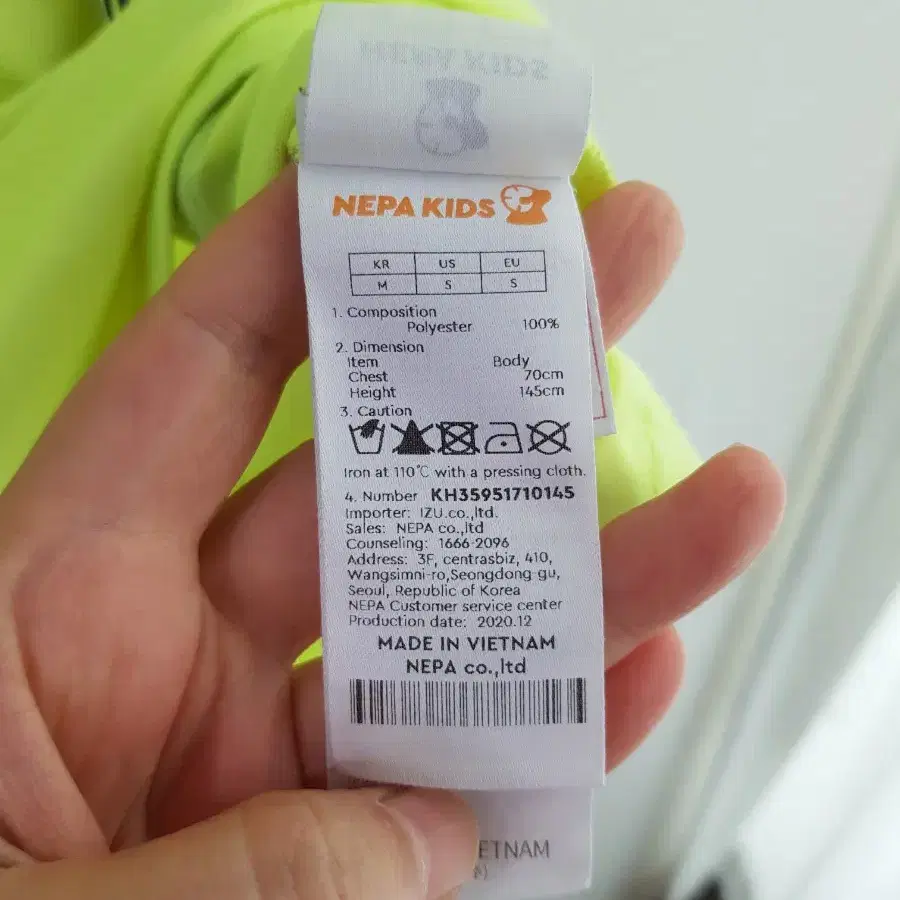 NEPA KIDS
NEPA KIDS
KR US EU
M S S
1. Composition
Polyester 100%
2. Dimension
Item Body
Chest 70cm
Height 145cm
3. Caution
Iron at 110℃ with a pressing cloth.
4. Number KH35951710145
Importer: IZU.co.,ltd.
Sales: NEPA co.,ltd
Counseling: 1666-2096
Address: 3F, centrasbiz, 410,
Wangsimni-ro,Seongdong-gu,
Seoul, Republic of Korea
NEPA Customer service center
Production date: 2020.12
MADE IN VIETNAM
NEPA co.,ltd
ETNAM